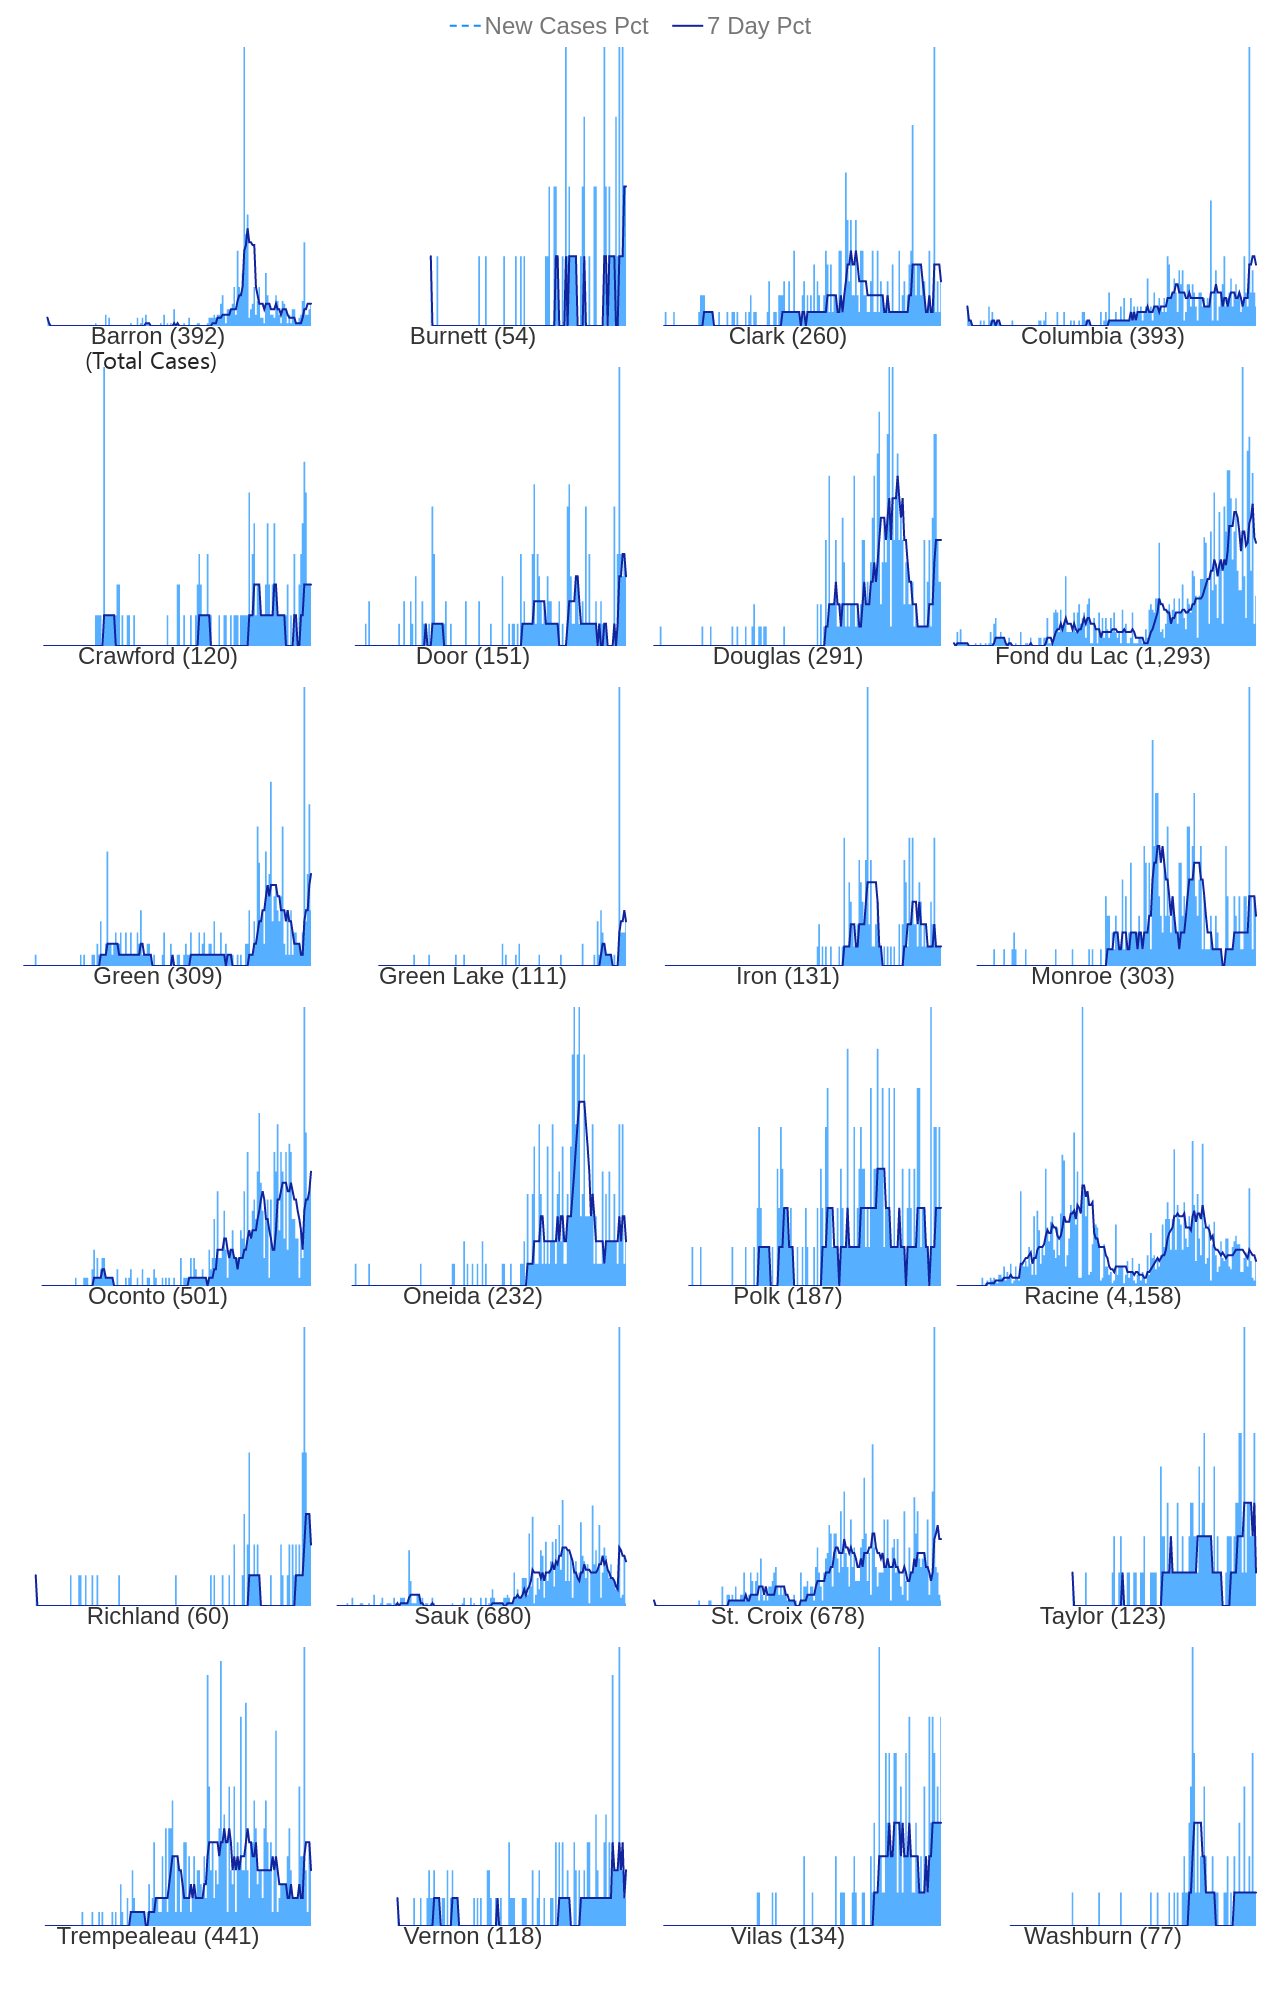 New Cases Pct 7 Day Pct
Barron (392) Burnett (54) Clark (260) Columbia (393)
(Total Cases)
Crawford (120) Door (151) Douglas (291) Fond du Lac (1,293)
Green (309) Green Lake (111) Iron (131) Monroe (303)
Oconto (501) Oneida (232) Polk (187) Racine (4,158)
Richland (60) Sauk (680) St. Croix (678) Taylor (123)
Trempealeau (441) Vernon (118) Vilas (134) Washburn (77)